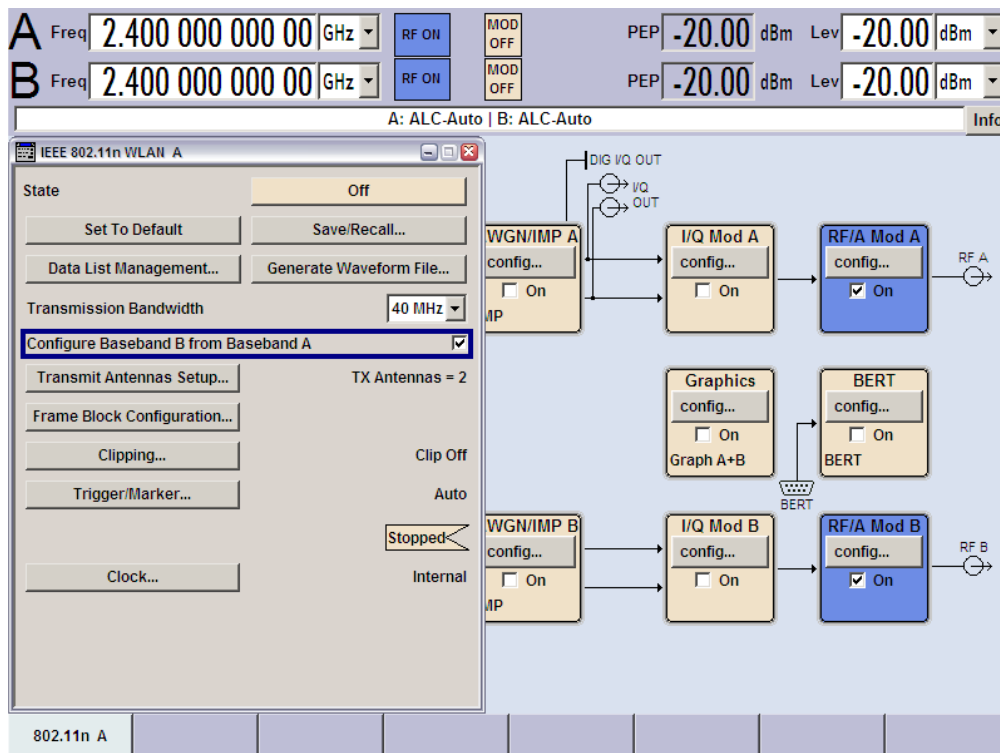 A Freq 2.400 000 000 00 GHz RF ON MOD OFF PEP -20.00 dBm Lev -20.00 dBm
B Freq 2.400 000 000 00 GHz RF ON MOD OFF PEP -20.00 dBm Lev -20.00 dBm
A: ALC-Auto | B: ALC-Auto Info
IEEE 802.11n WLAN A
State Off
Set To Default Save/Recall...
Data List Management... Generate Waveform File...
Transmission Bandwidth 40 MHz
Configure Baseband B from Baseband A
Transmit Antennas Setup... TX Antennas = 2
Frame Block Configuration...
Clipping... Clip Off
Trigger/Marker... Auto
Stopped
Clock... Internal
DIG I/Q OUT
I/Q
OUT
WGN/IMP A
config...
On
MP
I/Q Mod A
config...
On
RF/A Mod A
config...
On
RF A
Graphics
config...
On
Graph A+B
BERT
config...
On
BERT
BERT
WGN/IMP B
config...
On
MP
I/Q Mod B
config...
On
RF/A Mod B
config...
On
RF B
802.11n A